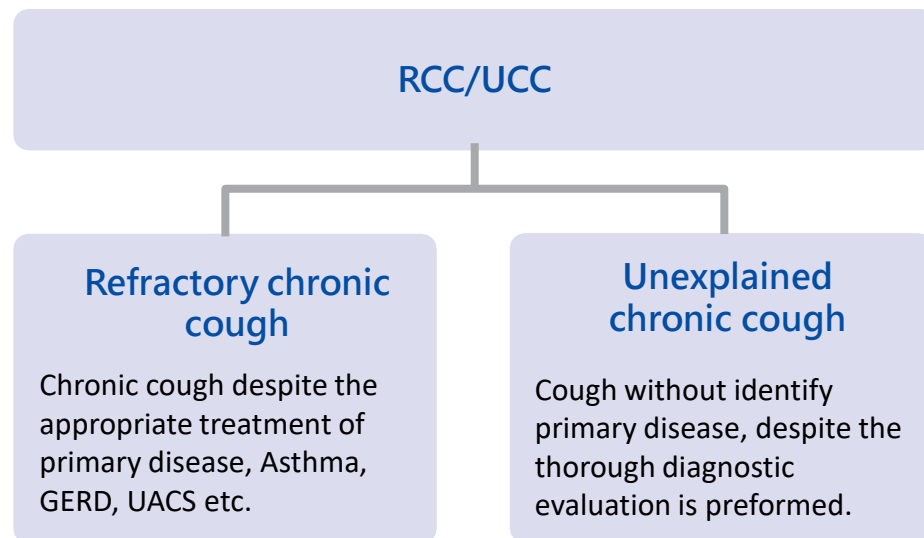 RCC/UCC
Refractory chronic
cough
Chronic cough despite the
appropriate treatment of
primary disease, Asthma,
GERD, UACS etc.
Unexplained
chronic cough
Cough without identify
primary disease, despite the
thorough diagnostic
evaluation is preformed.